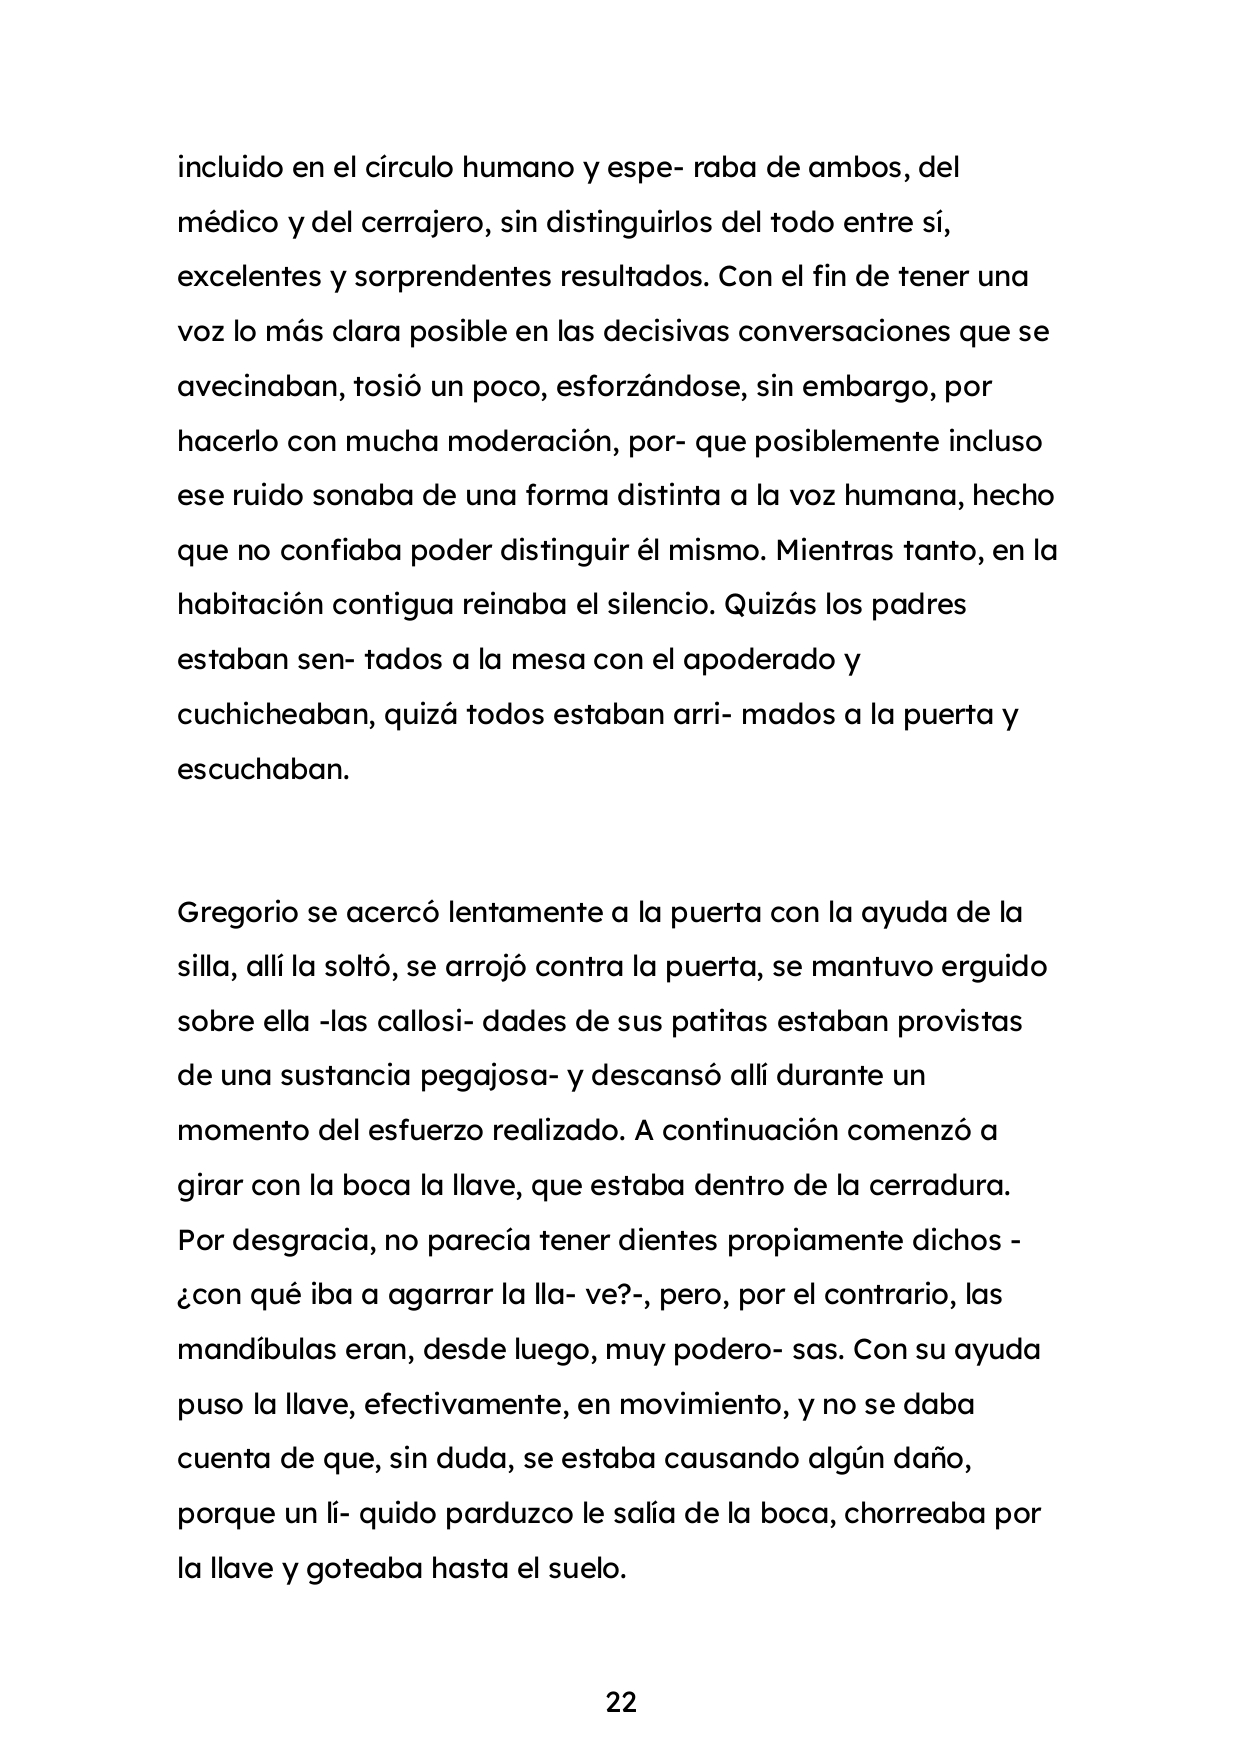 incluido en el círculo humano y espe- raba de ambos, del
médico y del cerrajero, sin distinguirlos del todo entre sí,
excelentes y sorprendentes resultados. Con el fin de tener una
voz lo más clara posible en las decisivas conversaciones que se
avecinaban, tosió un poco, esforzándose, sin embargo, por
hacerlo con mucha moderación, por- que posiblemente incluso
ese ruido sonaba de una forma distinta a la voz humana, hecho
que no confiaba poder distinguir él mismo. Mientras tanto, en la
habitación contigua reinaba el silencio. Quizás los padres
estaban sen- tados a la mesa con el apoderado y
cuchicheaban, quizá todos estaban arri- mados a la puerta y
escuchaban.
Gregorio se acercó lentamente a la puerta con la ayuda de la
silla, allí la soltó, se arrojó contra la puerta, se mantuvo erguido
sobre ella -las callosi- dades de sus patitas estaban provistas
de una sustancia pegajosa- y descansó allí durante un
momento del esfuerzo realizado. A continuación comenzó a
girar con la boca la llave, que estaba dentro de la cerradura.
Por desgracia, no parecía tener dientes propiamente dichos -
¿con qué iba a agarrar la lla- ve?-, pero, por el contrario, las
mandíbulas eran, desde luego, muy podero- sas. Con su ayuda
puso la llave, efectivamente, en movimiento, y no se daba
cuenta de que, sin duda, se estaba causando algún daño,
porque un lí- quido parduzco le salía de la boca, chorreaba por
la llave y goteaba hasta el suelo.
22